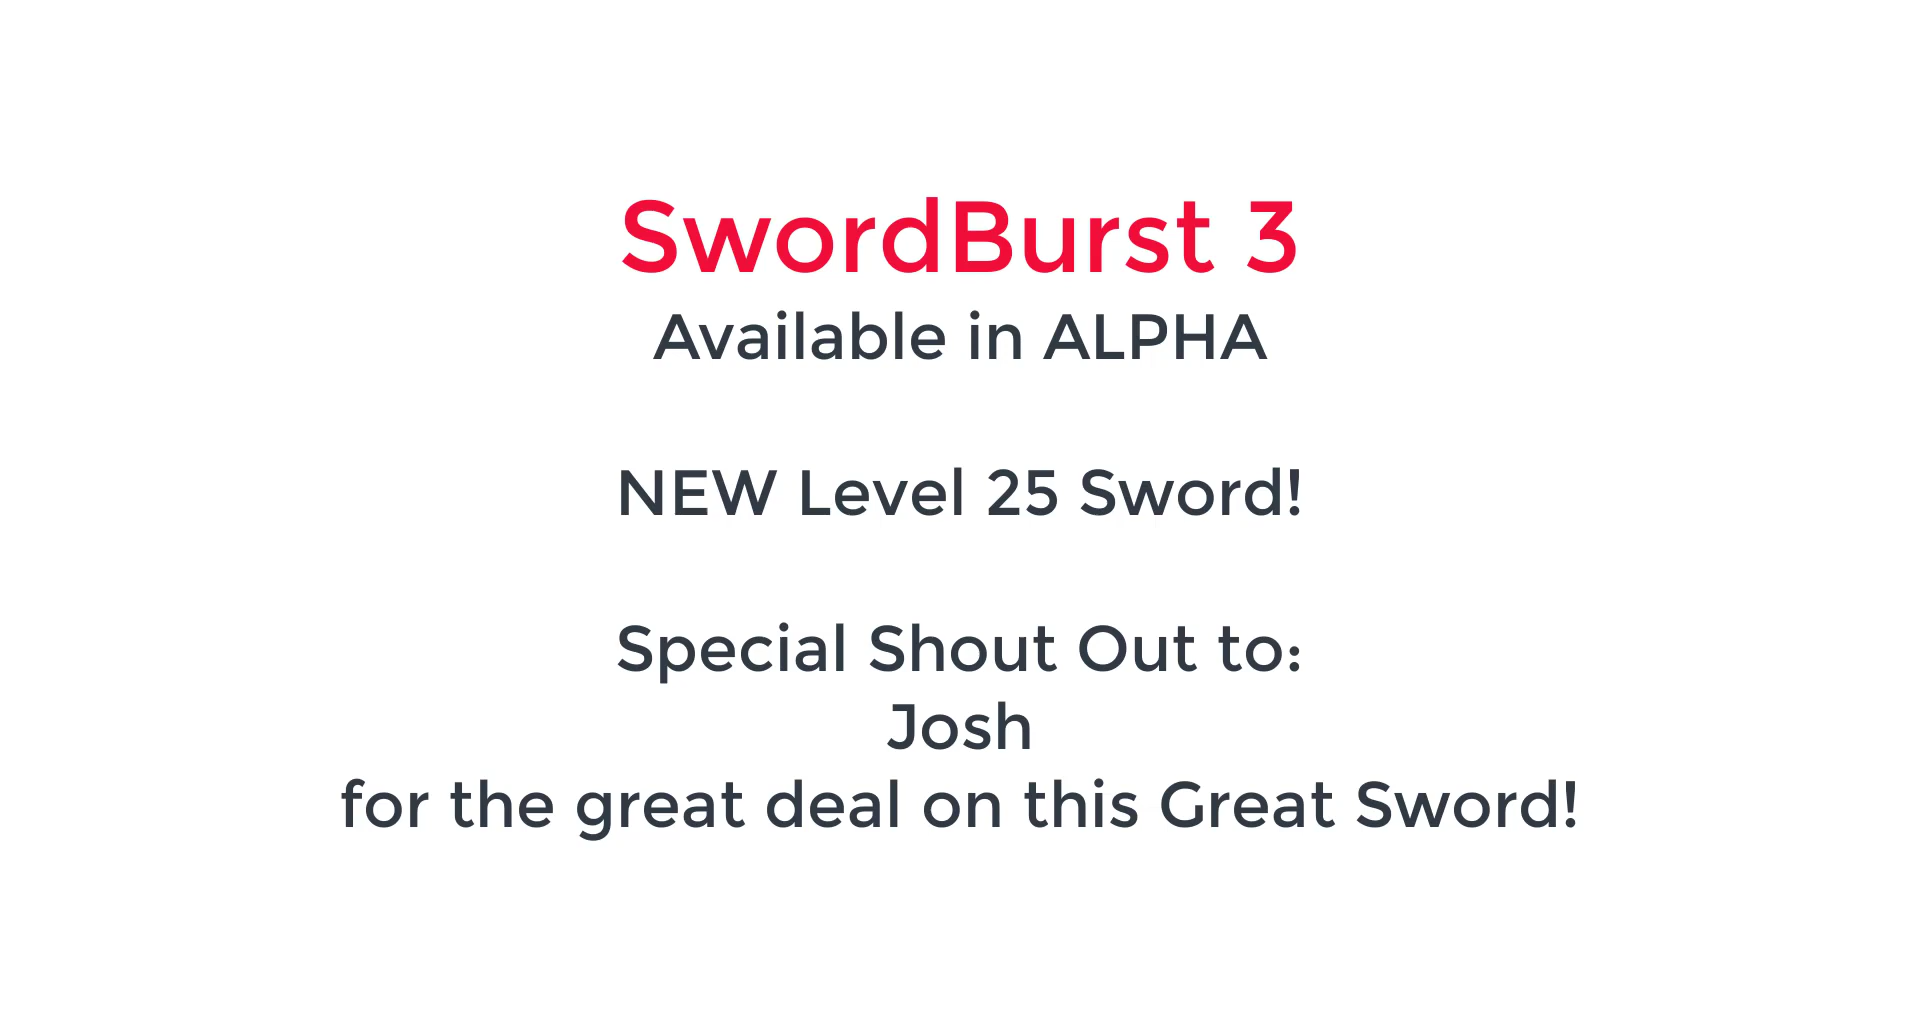 SwordBurst 3
Available in ALPHA
NEW Level 25 Sword!
Special Shout Out to:
Josh
for the great deal on this Great Sword!